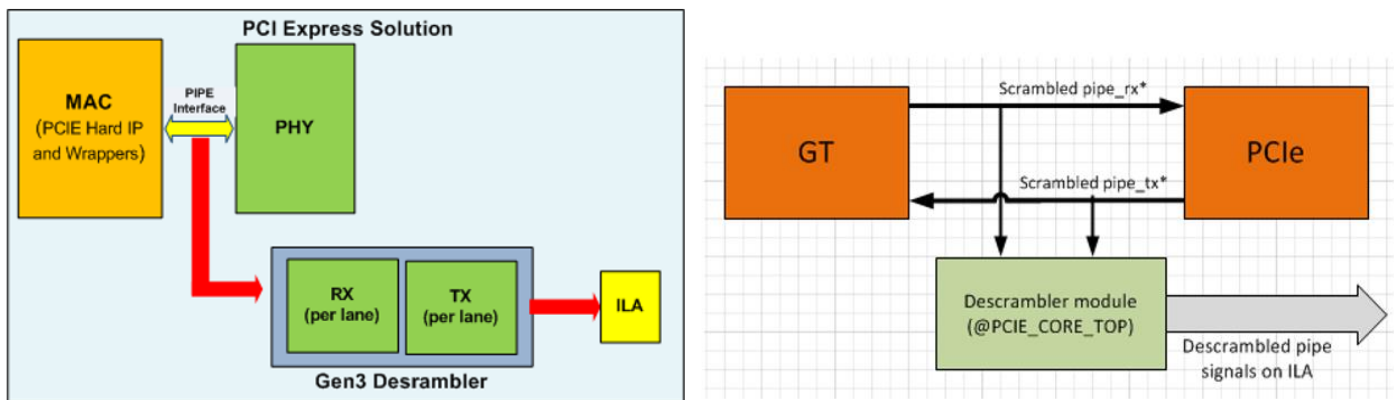 PCI Express Solution
MAC
(PCIE Hard IP
and Wrappers)
PIPE
Interface
PHY
RX
(per lane)
TX
(per lane)
ILA
Gen3 Desrambler
Scrambled pipe_rx*
GT
PCIe
Scrambled pipe_tx*
Descrambler module
(@PCIE_CORE_TOP)
Descrambled pipe
signals on ILA